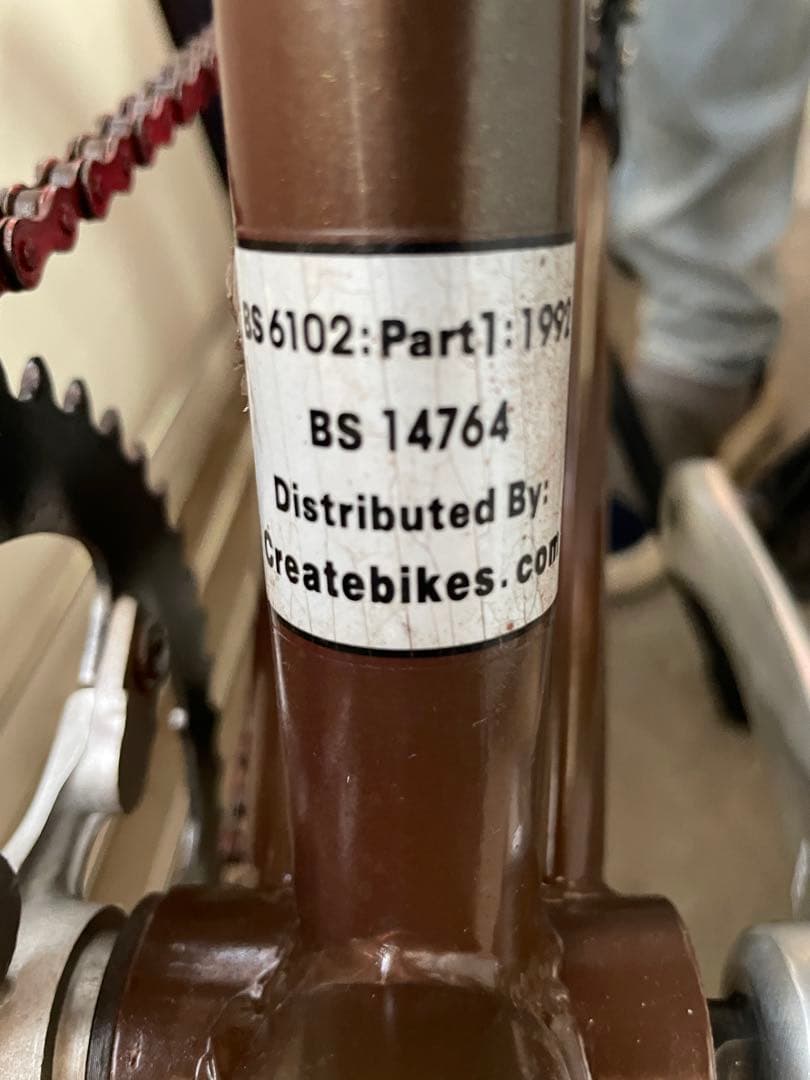 BS6102:Part1:1992
BS 14764
Distributed By:
Createbikes.com